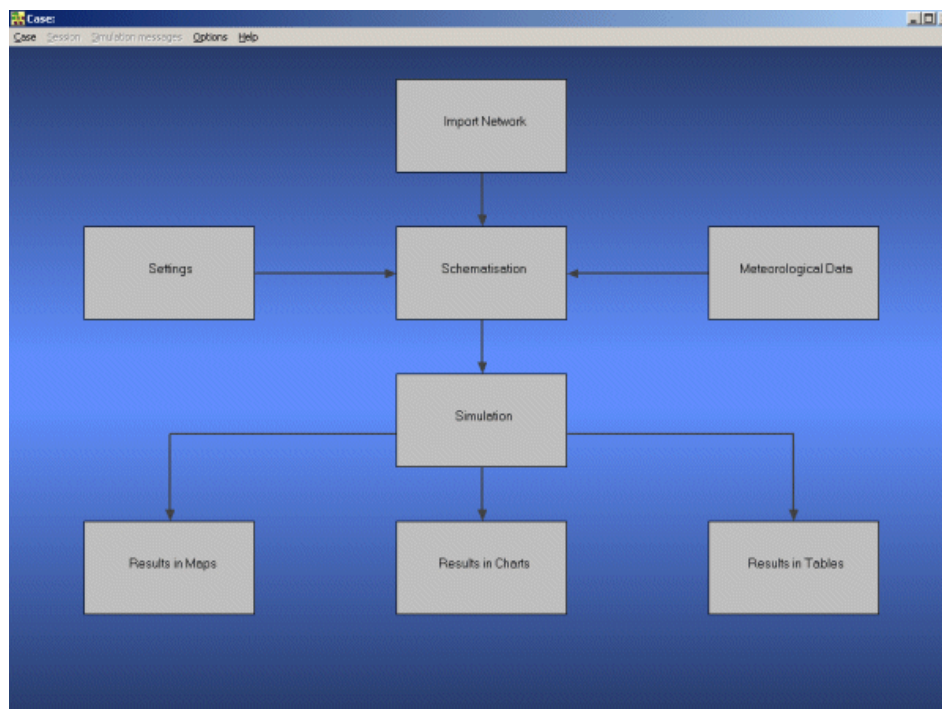 Case:
Case Session Simulation messages Options Help
Import Network
Settings Schematisation Meteorological Data
Simulation
Results in Maps Results in Charts Results in Tables